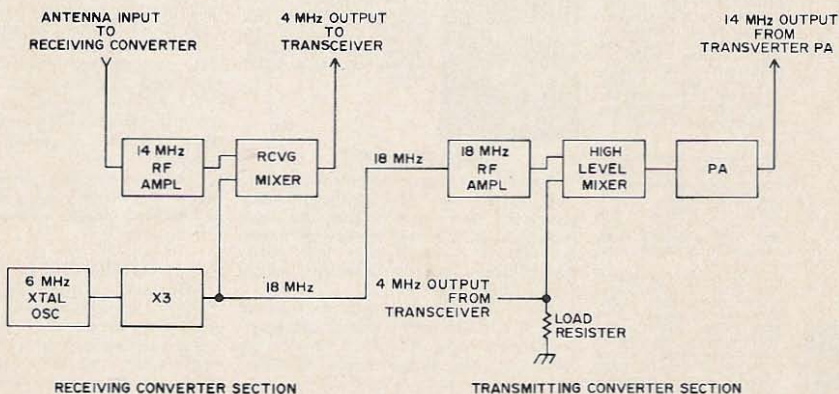 ANTENNA INPUT
TO
RECEIVING CONVERTER
4 MHz OUTPUT
TO
TRANSCEIVER
14 MHz OUTPUT
FROM
TRANSVERTER PA
14 MHz
RF
AMPL
RCVG
MIXER
18 MHz
18 MHz
RF
AMPL
HIGH
LEVEL
MIXER
PA
6 MHz
XTAL
OSC
X3
18 MHz
4 MHz OUTPUT
FROM
TRANSCEIVER
LOAD
RESISTER
RECEIVING CONVERTER SECTION
TRANSMITTING CONVERTER SECTION